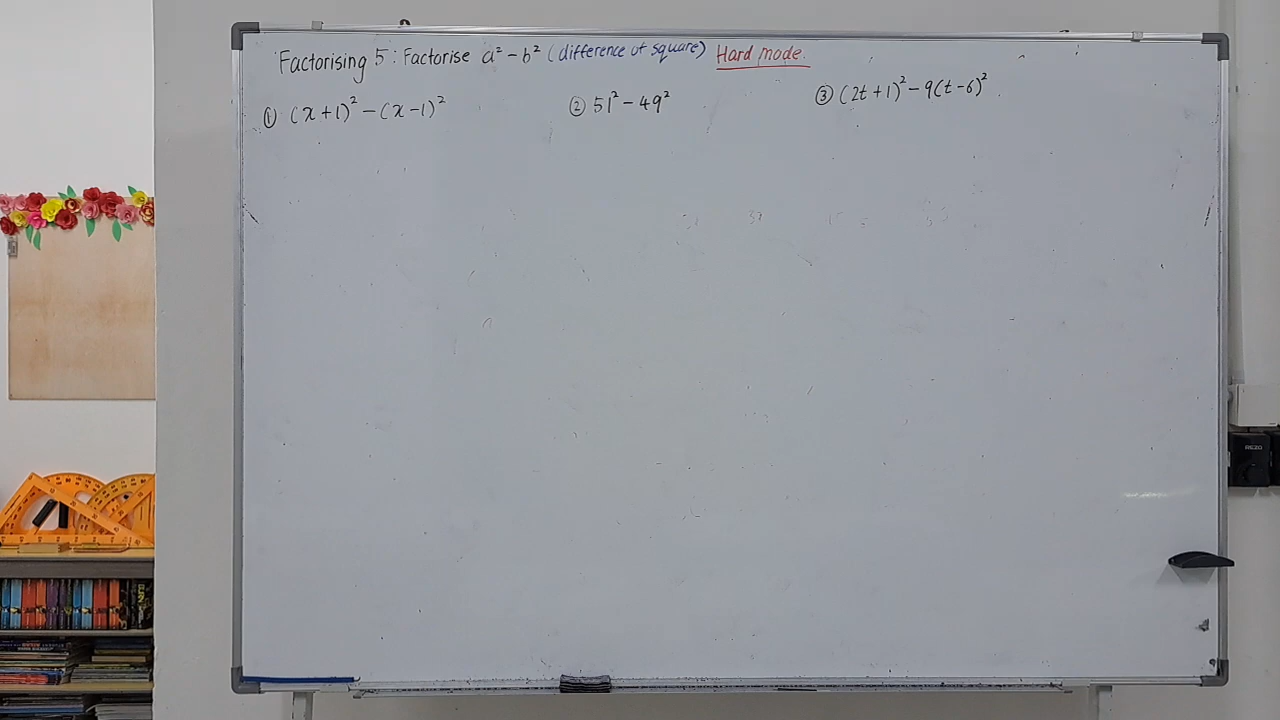 Factorising 5: Factorise a² - b² (difference of square) Hard mode.
① (x+1)² - (x-1)²
② 51² - 49²
③ (2t+1)² - 9(t-6)²